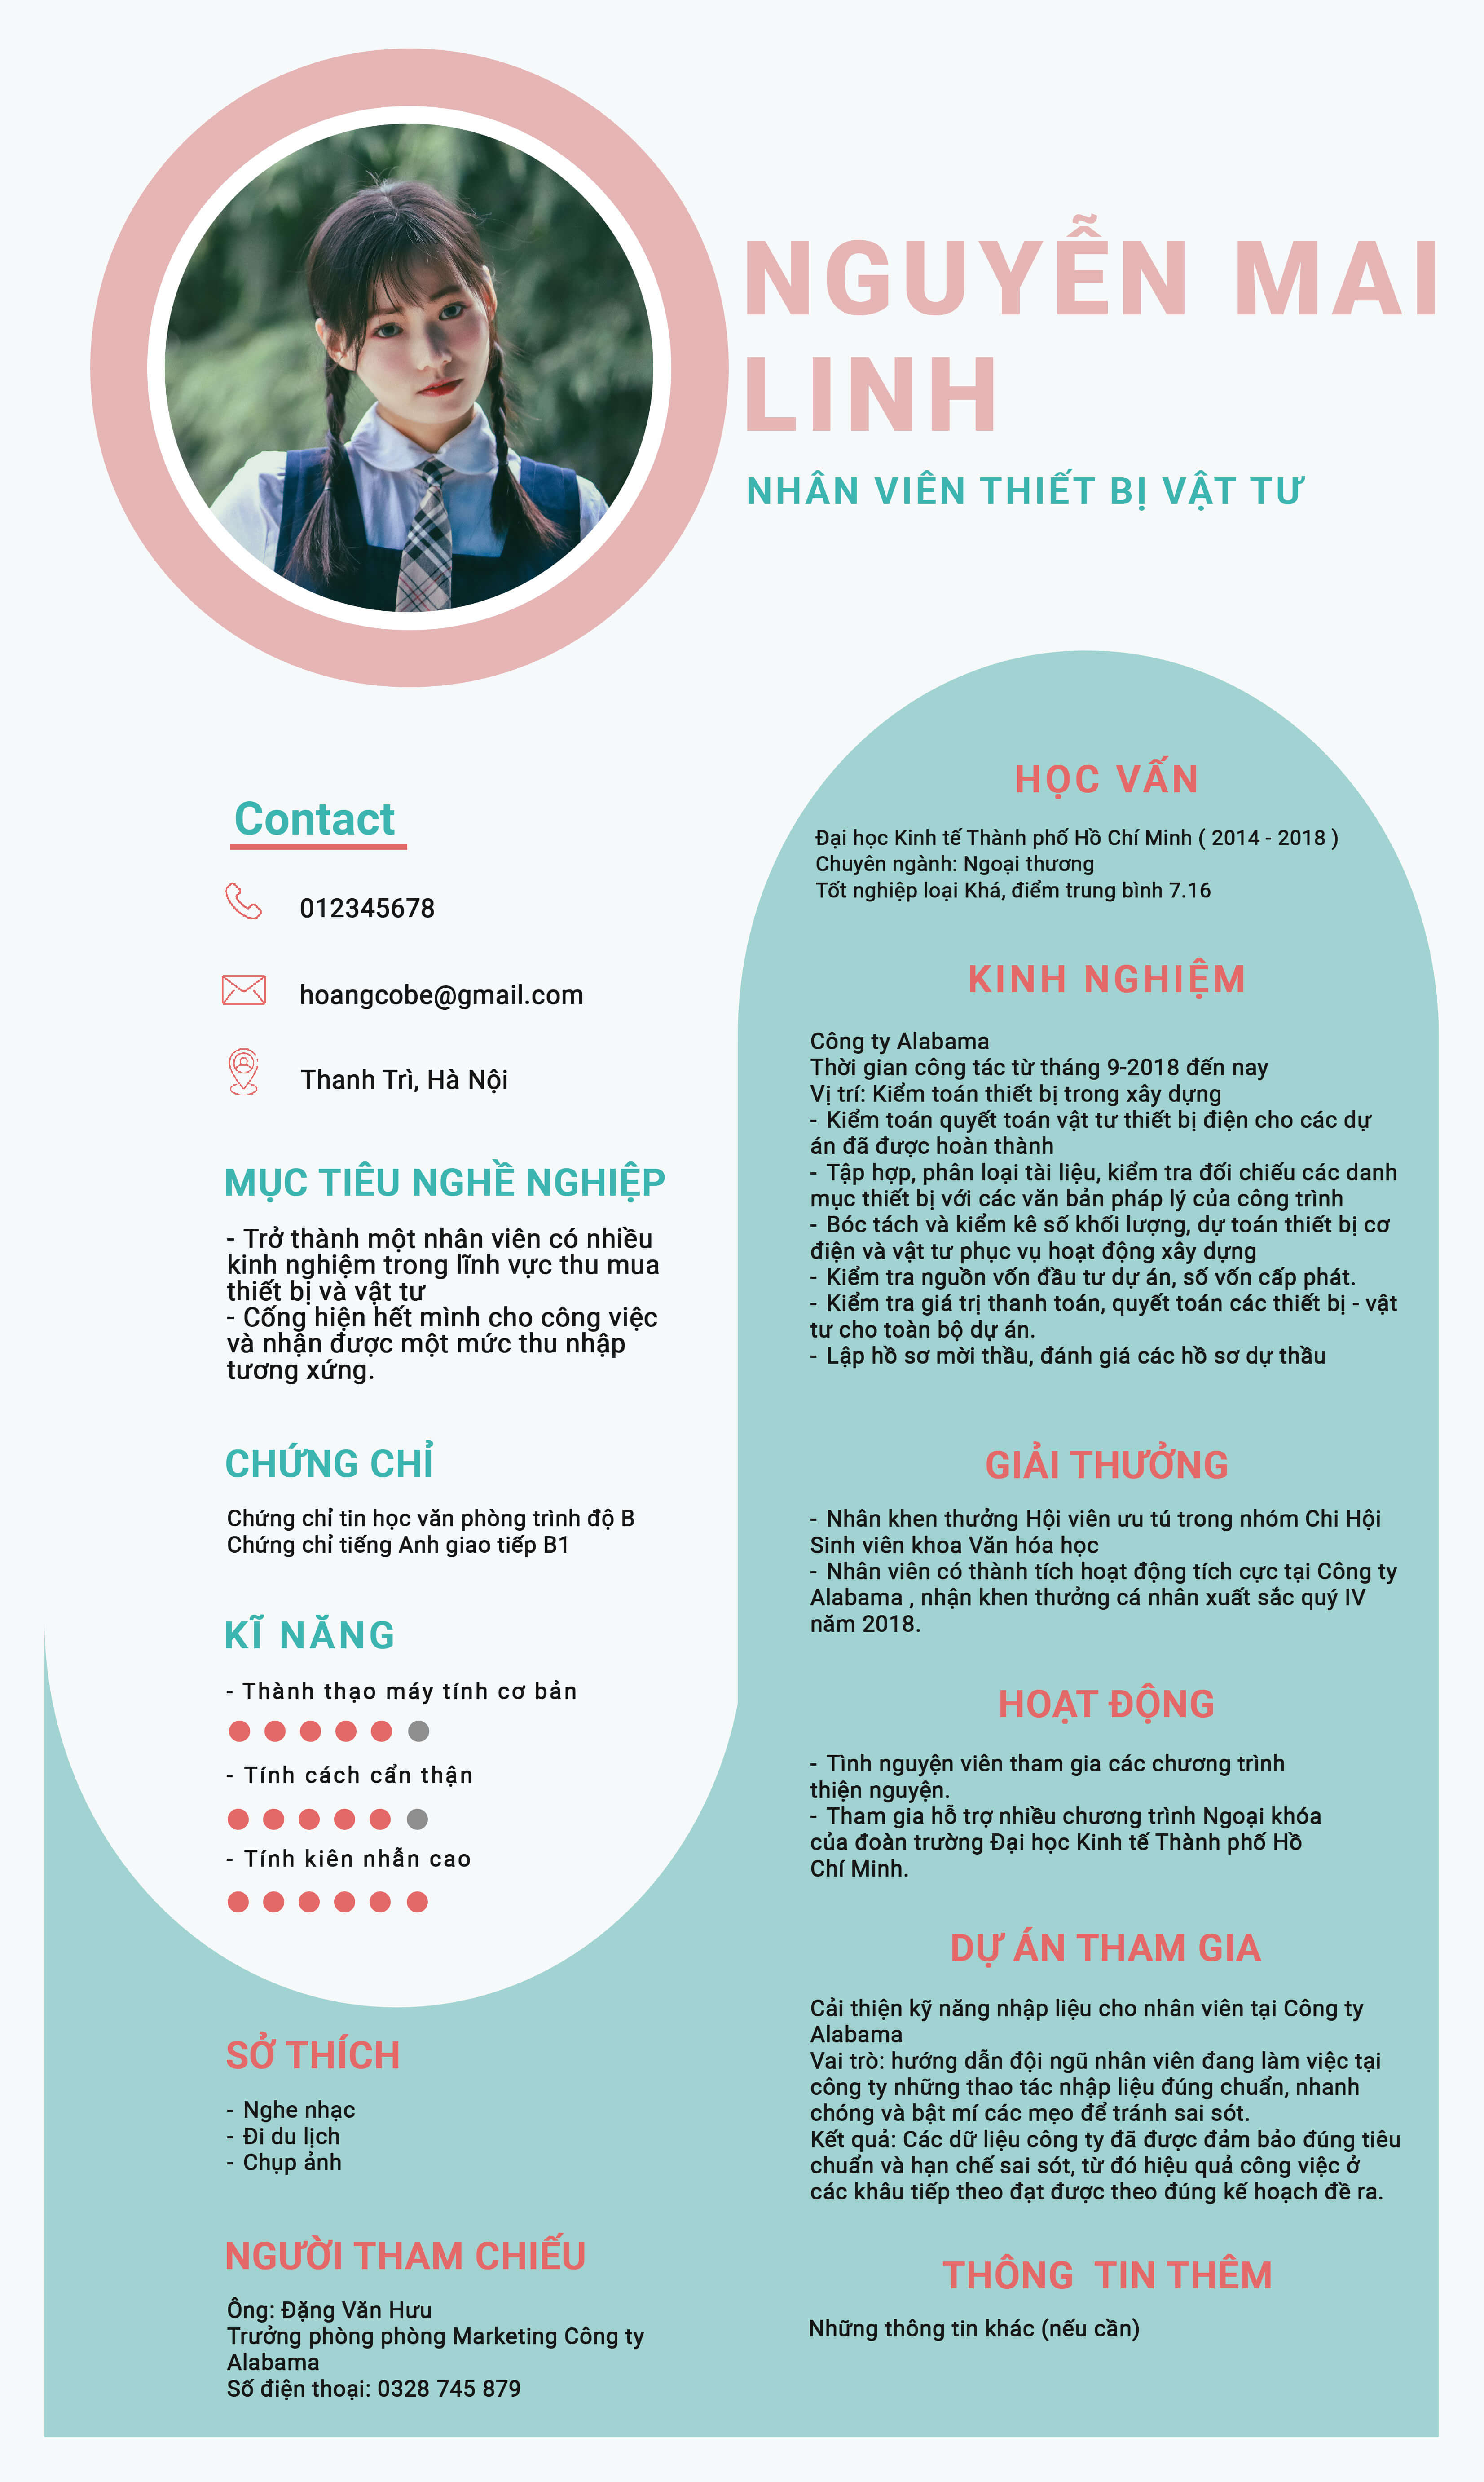 NGUYỄN MAI
LINH
NHÂN VIÊN THIẾT BỊ VẬT TƯ
Contact
012345678
hoangcobe@gmail.com
Thanh Trì, Hà Nội
MỤC TIÊU NGHỀ NGHIỆP
- Trở thành một nhân viên có nhiều
kinh nghiệm trong lĩnh vực thu mua
thiết bị và vật tư
- Cống hiện hết mình cho công việc
và nhận được một mức thu nhập
tương xứng.
CHỨNG CHỈ
Chứng chỉ tin học văn phòng trình độ B
Chứng chỉ tiếng Anh giao tiếp B1
KĨ NĂNG
- Thành thạo máy tính cơ bản
- Tính cách cẩn thận
- Tính kiên nhẫn cao
SỞ THÍCH
- Nghe nhạc
- Đi du lịch
- Chụp ảnh
NGƯỜI THAM CHIẾU
Ông: Đặng Văn Hưu
Trưởng phòng phòng Marketing Công ty
Alabama
Số điện thoại: 0328 745 879
HỌC VẤN
Đại học Kinh tế Thành phố Hồ Chí Minh ( 2014 - 2018 )
Chuyên ngành: Ngoại thương
Tốt nghiệp loại Khá, điểm trung bình 7.16
KINH NGHIỆM
Công ty Alabama
Thời gian công tác từ tháng 9-2018 đến nay
Vị trí: Kiểm toán thiết bị trong xây dựng
- Kiểm toán quyết toán vật tư thiết bị điện cho các dự
án đã được hoàn thành
- Tập hợp, phân loại tài liệu, kiểm tra đối chiếu các danh
mục thiết bị với các văn bản pháp lý của công trình
- Bóc tách và kiểm kê số khối lượng, dự toán thiết bị cơ
điện và vật tư phục vụ hoạt động xây dựng
- Kiểm tra nguồn vốn đầu tư dự án, số vốn cấp phát.
- Kiểm tra giá trị thanh toán, quyết toán các thiết bị - vật
tư cho toàn bộ dự án.
- Lập hồ sơ mời thầu, đánh giá các hồ sơ dự thầu
GIẢI THƯỞNG
- Nhân khen thưởng Hội viên ưu tú trong nhóm Chi Hội
Sinh viên khoa Văn hóa học
- Nhân viên có thành tích hoạt động tích cực tại Công ty
Alabama , nhận khen thưởng cá nhân xuất sắc quý IV
năm 2018.
HOẠT ĐỘNG
- Tình nguyện viên tham gia các chương trình
thiện nguyện.
- Tham gia hỗ trợ nhiều chương trình Ngoại khóa
của đoàn trường Đại học Kinh tế Thành phố Hồ
Chí Minh.
DỰ ÁN THAM GIA
Cải thiện kỹ năng nhập liệu cho nhân viên tại Công ty
Alabama
Vai trò: hướng dẫn đội ngũ nhân viên đang làm việc tại
công ty những thao tác nhập liệu đúng chuẩn, nhanh
chóng và bật mí các mẹo để tránh sai sót.
Kết quả: Các dữ liệu công ty đã được đảm bảo đúng tiêu
chuẩn và hạn chế sai sót, từ đó hiệu quả công việc ở
các khâu tiếp theo đạt được theo đúng kế hoạch đề ra.
THÔNG TIN THÊM
Những thông tin khác (nếu cần)